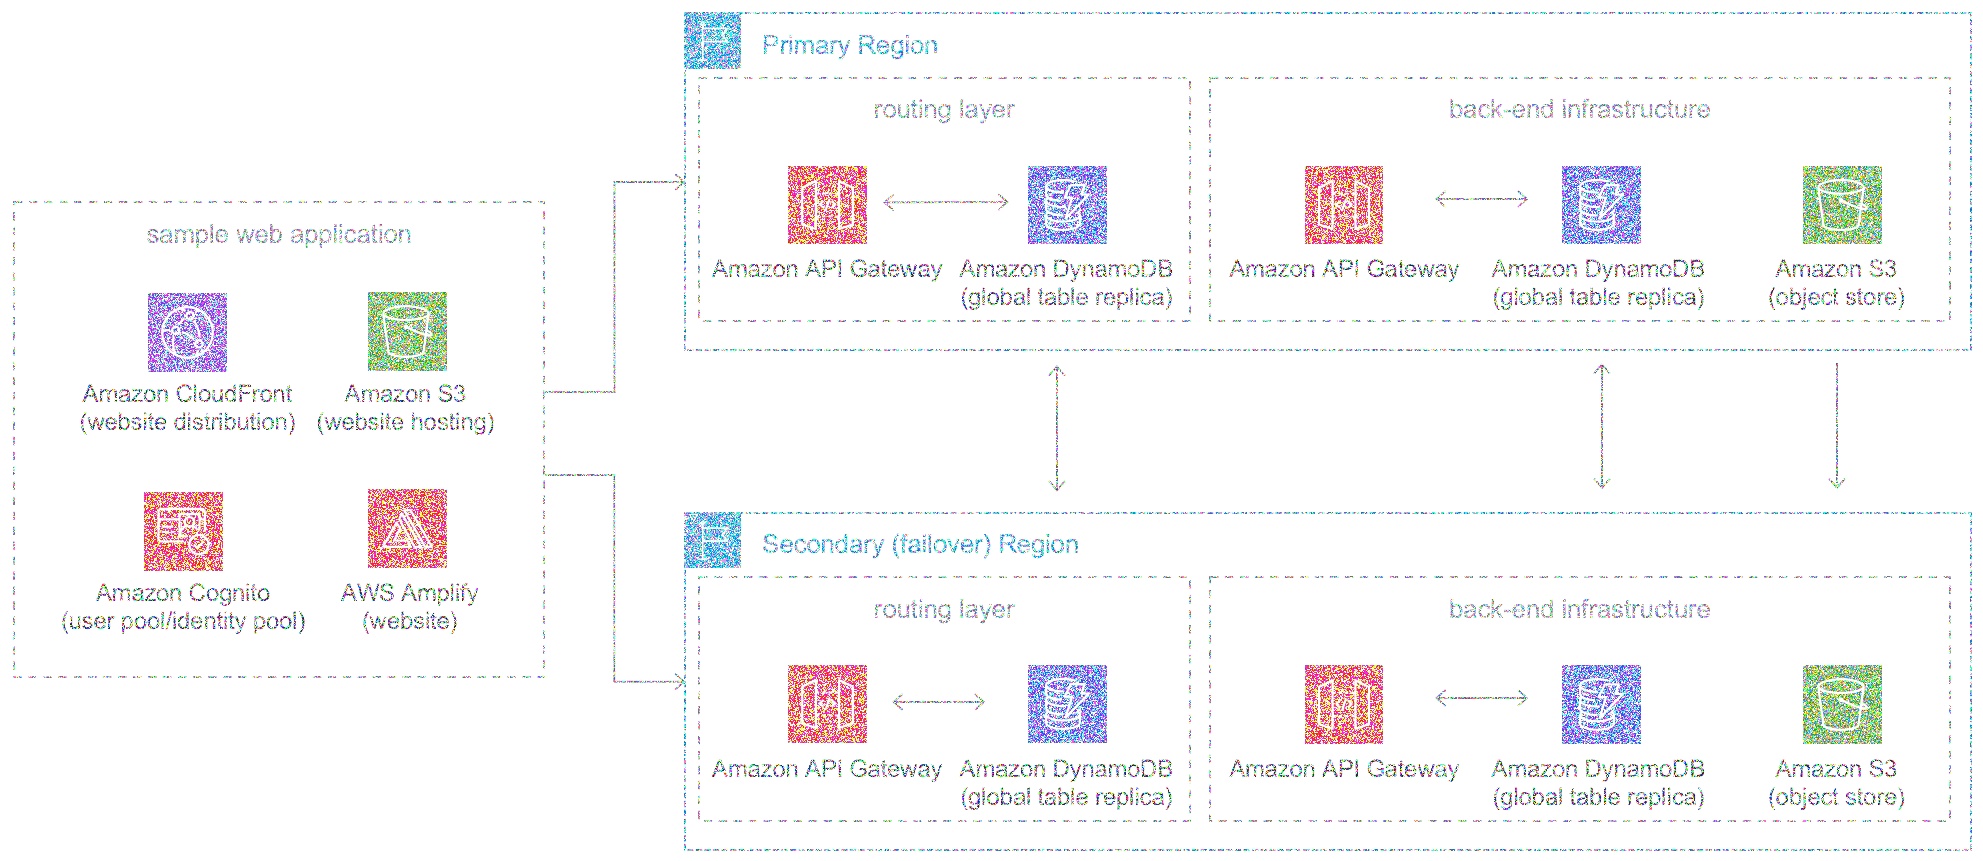 Primary Region
routing layer
back-end infrastructure
Amazon API Gateway
Amazon DynamoDB
(global table replica)
Amazon API Gateway
Amazon DynamoDB
(global table replica)
Amazon S3
(object store)
sample web application
Amazon CloudFront
(website distribution)
Amazon S3
(website hosting)
Amazon Cognito
(user pool/identity pool)
AWS Amplify
(website)
Secondary (failover) Region
routing layer
back-end infrastructure
Amazon API Gateway
Amazon DynamoDB
(global table replica)
Amazon API Gateway
Amazon DynamoDB
(global table replica)
Amazon S3
(object store)